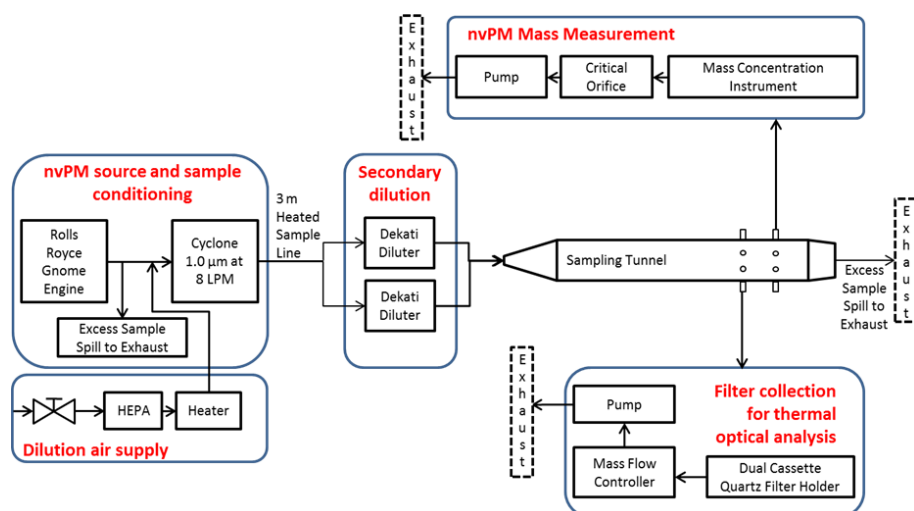 Exhaust
nvPM Mass Measurement
Pump
Critical
Orifice
Mass Concentration
Instrument
nvPM source and sample
conditioning
Rolls
Royce
Gnome
Engine
Cyclone
1.0 µm at
8 LPM
Excess Sample
Spill to Exhaust
3 m
Heated
Sample
Line
Secondary
dilution
Dekati
Diluter
Dekati
Diluter
Sampling Tunnel
Excess
Sample
Spill to
Exhaust
Exhaust
HEPA
Heater
Dilution air supply
Exhaust
Filter collection
for thermal
optical analysis
Pump
Mass Flow
Controller
Dual Cassette
Quartz Filter Holder